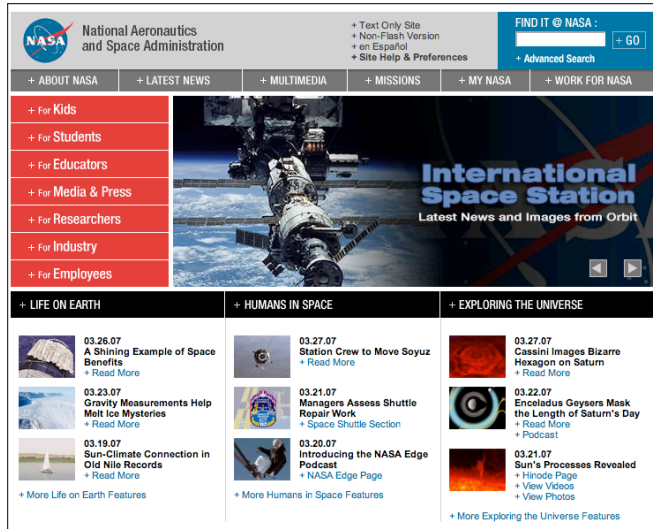 NASA
National Aeronautics
and Space Administration
+ Text Only Site
+ Non-Flash Version
+ en Español
+ Site Help & Preferences
FIND IT @ NASA :
+ GO
+ Advanced Search
+ ABOUT NASA
+ LATEST NEWS
+ MULTIMEDIA
+ MISSIONS
+ MY NASA
+ WORK FOR NASA
+ For Kids
+ For Students
+ For Educators
+ For Media & Press
+ For Researchers
+ For Industry
+ For Employees
International
Space Station
Latest News and Images from Orbit
+ LIFE ON EARTH
03.26.07
A Shining Example of Space
Benefits
+ Read More
03.23.07
Gravity Measurements Help
Melt Ice Mysteries
+ Read More
03.19.07
Sun-Climate Connection in
Old Nile Records
+ Read More
+ More Life on Earth Features
+ HUMANS IN SPACE
03.27.07
Station Crew to Move Soyuz
+ Read More
03.21.07
Managers Assess Shuttle
Repair Work
+ Space Shuttle Section
03.20.07
Introducing the NASA Edge
Podcast
+ NASA Edge Page
+ More Humans in Space Features
+ EXPLORING THE UNIVERSE
03.27.07
Cassini Images Bizarre
Hexagon on Saturn
+ Read More
03.22.07
Enceladus Geysers Mask
the Length of Saturn's Day
+ Read More
+ Podcast
03.21.07
Sun's Processes Revealed
+ Hinode Page
+ View Videos
+ View Photos
+ More Exploring the Universe Features